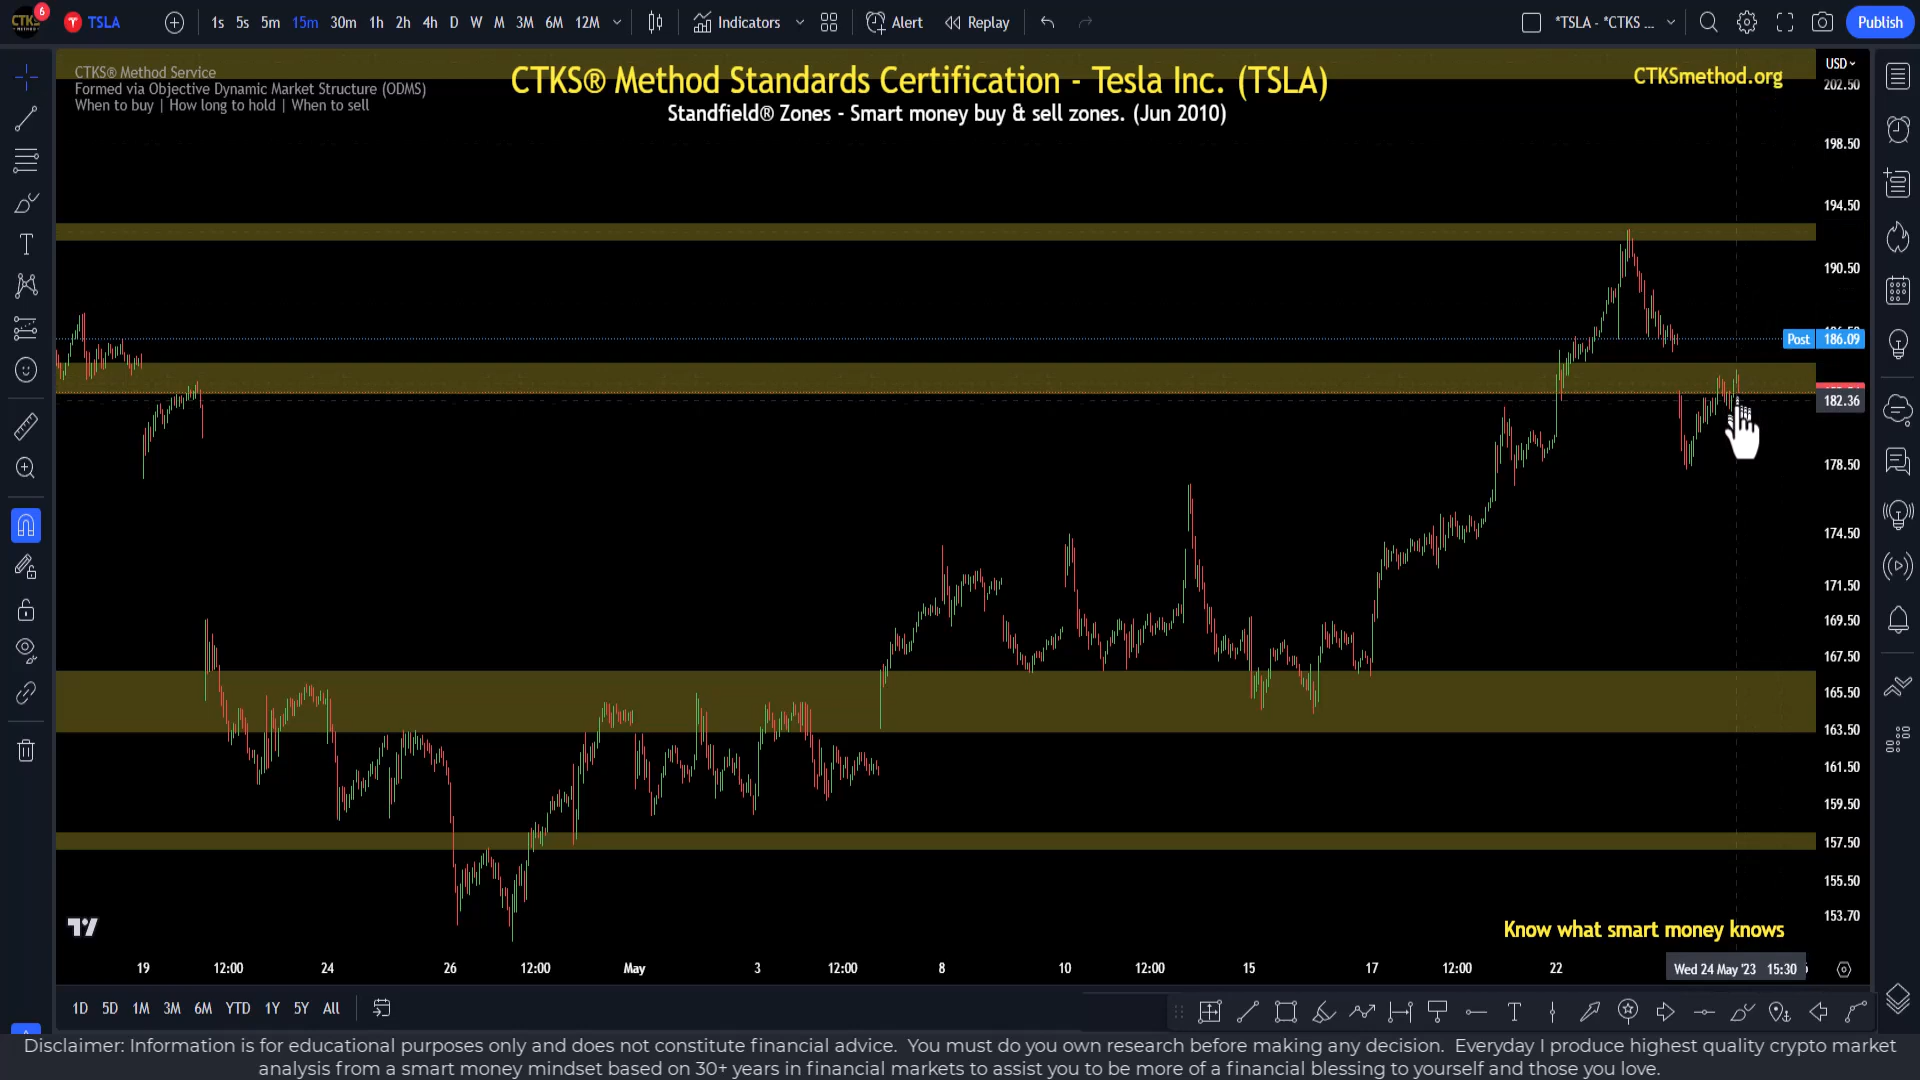 CTKS METHOD 6 TSLA 1s 5s 5m 15m 30m 1h 2h 4h D W M 3M 6M 12M Indicators Alert Replay *TSLA - *CTKS ... Publish
CTKS® Method Service
Formed via Objective Dynamic Market Structure (ODMS)
When to buy | How long to hold | When to sell
CTKS® Method Standards Certification - Tesla Inc. (TSLA)
Standfield® Zones - Smart money buy & sell zones. (Jun 2010)
CTKSmethod.org
USD
202.50
198.50
194.50
190.50
Post 186.09
182.36
178.50
174.50
171.50
169.50
167.50
165.50
163.50
161.50
159.50
157.50
155.50
153.70
Know what smart money knows
19 12:00 24 26 12:00 May 3 12:00 8 10 12:00 15 17 12:00 22 Wed 24 May '23 15:30
1D 5D 1M 3M 6M YTD 1Y 5Y All
Disclaimer: Information is for educational purposes only and does not constitute financial advice. You must do you own research before making any decision. Everyday I produce highest quality crypto market
analysis from a smart money mindset based on 30+ years in financial markets to assist you to be more of a financial blessing to yourself and those you love.